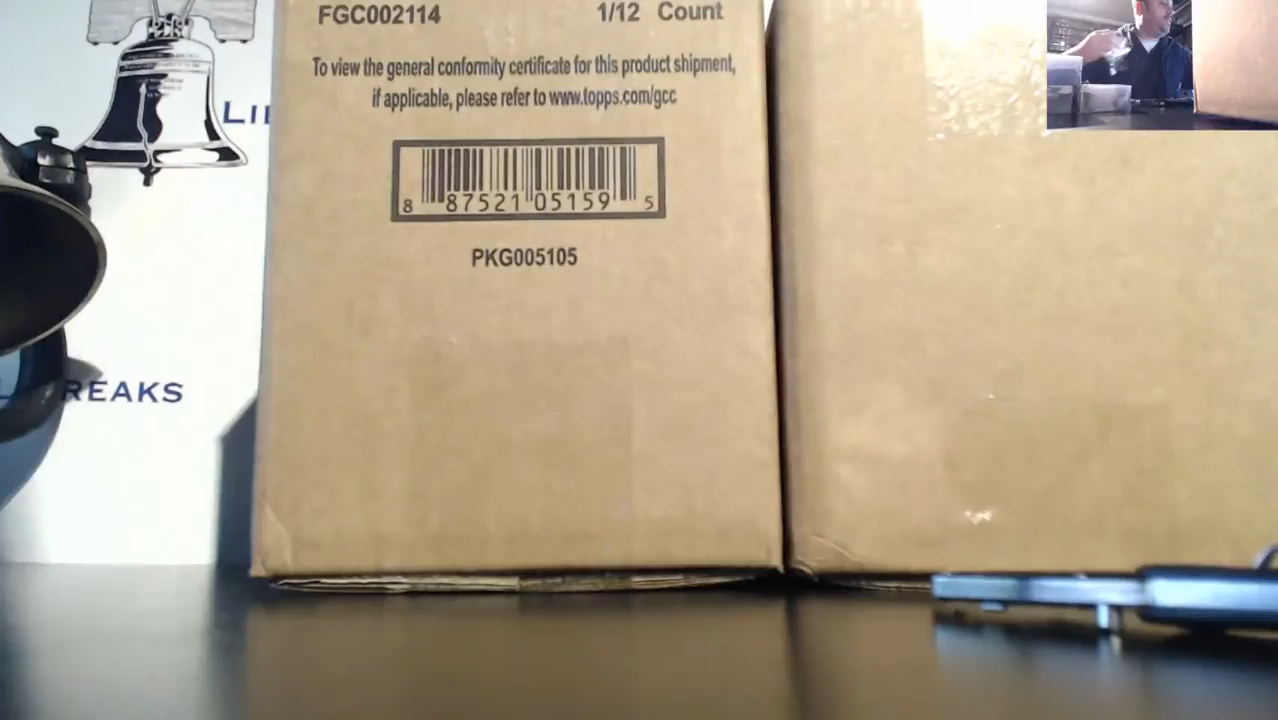 FGC002114 1/12 Count
To view the general conformity certificate for this product shipment,
if applicable, please refer to www.topps.com/gcc
8 87521 05159 5
PKG005105
LI
REAKS